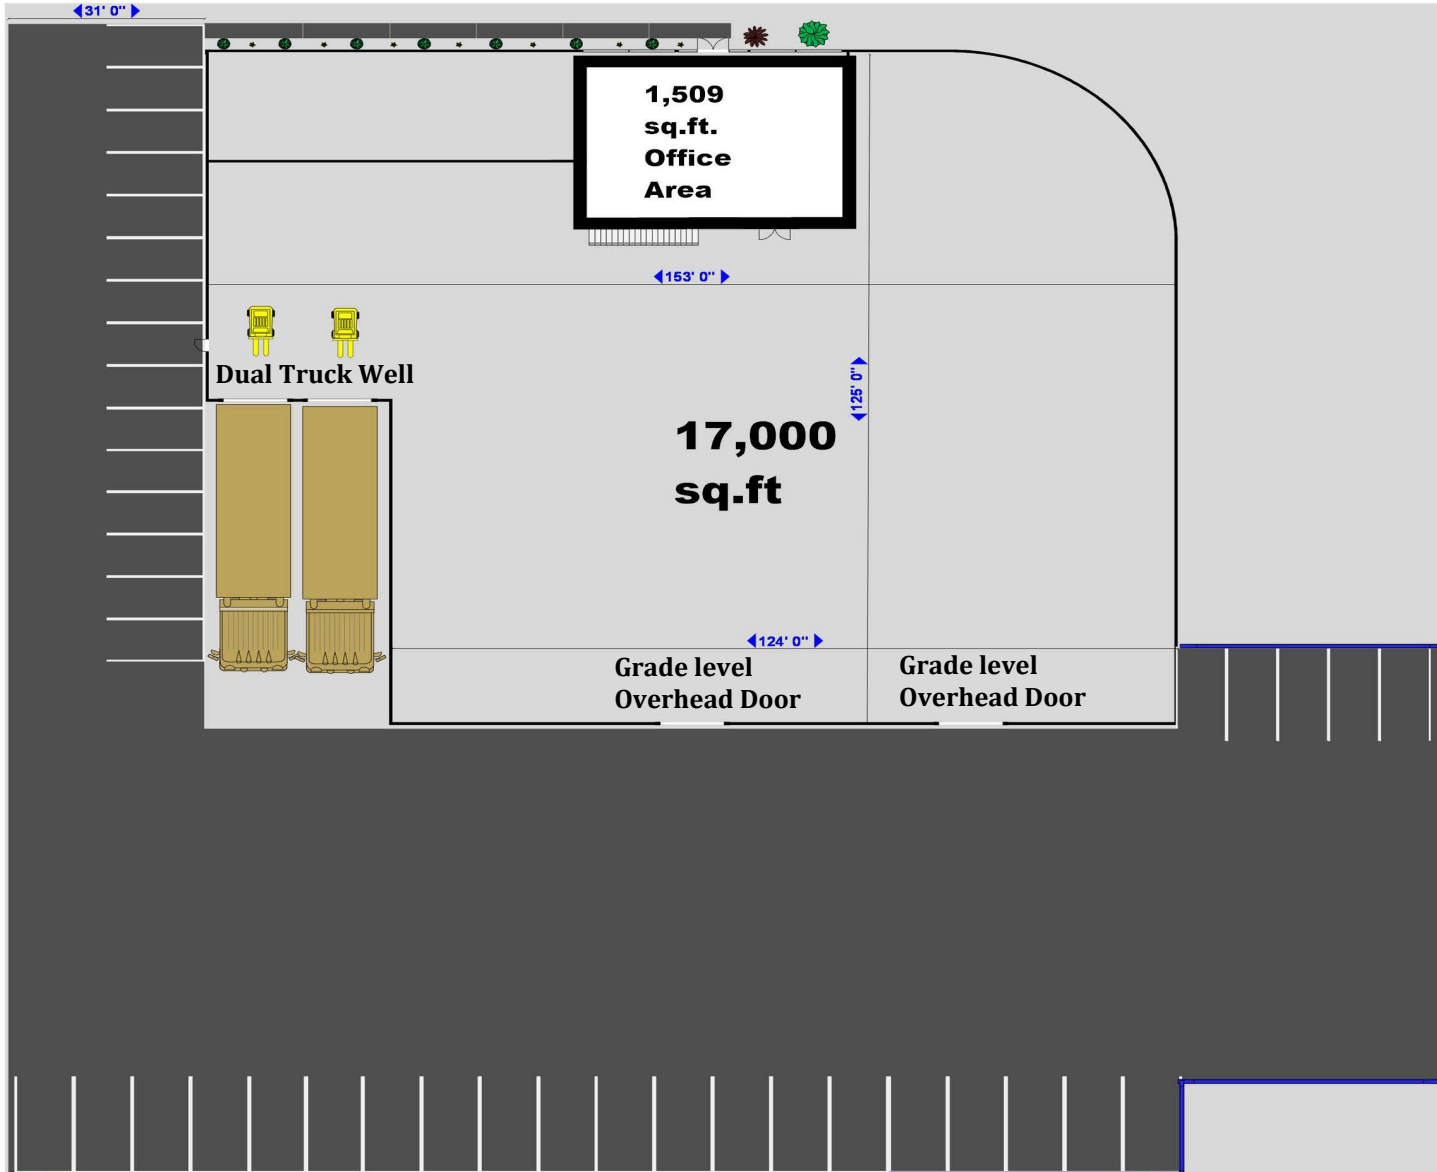 31' 0"
1,509
sq.ft.
Office
Area
153' 0"
Dual Truck Well
125' 0"
17,000
sq.ft
124' 0"
Grade level
Overhead Door
Grade level
Overhead Door